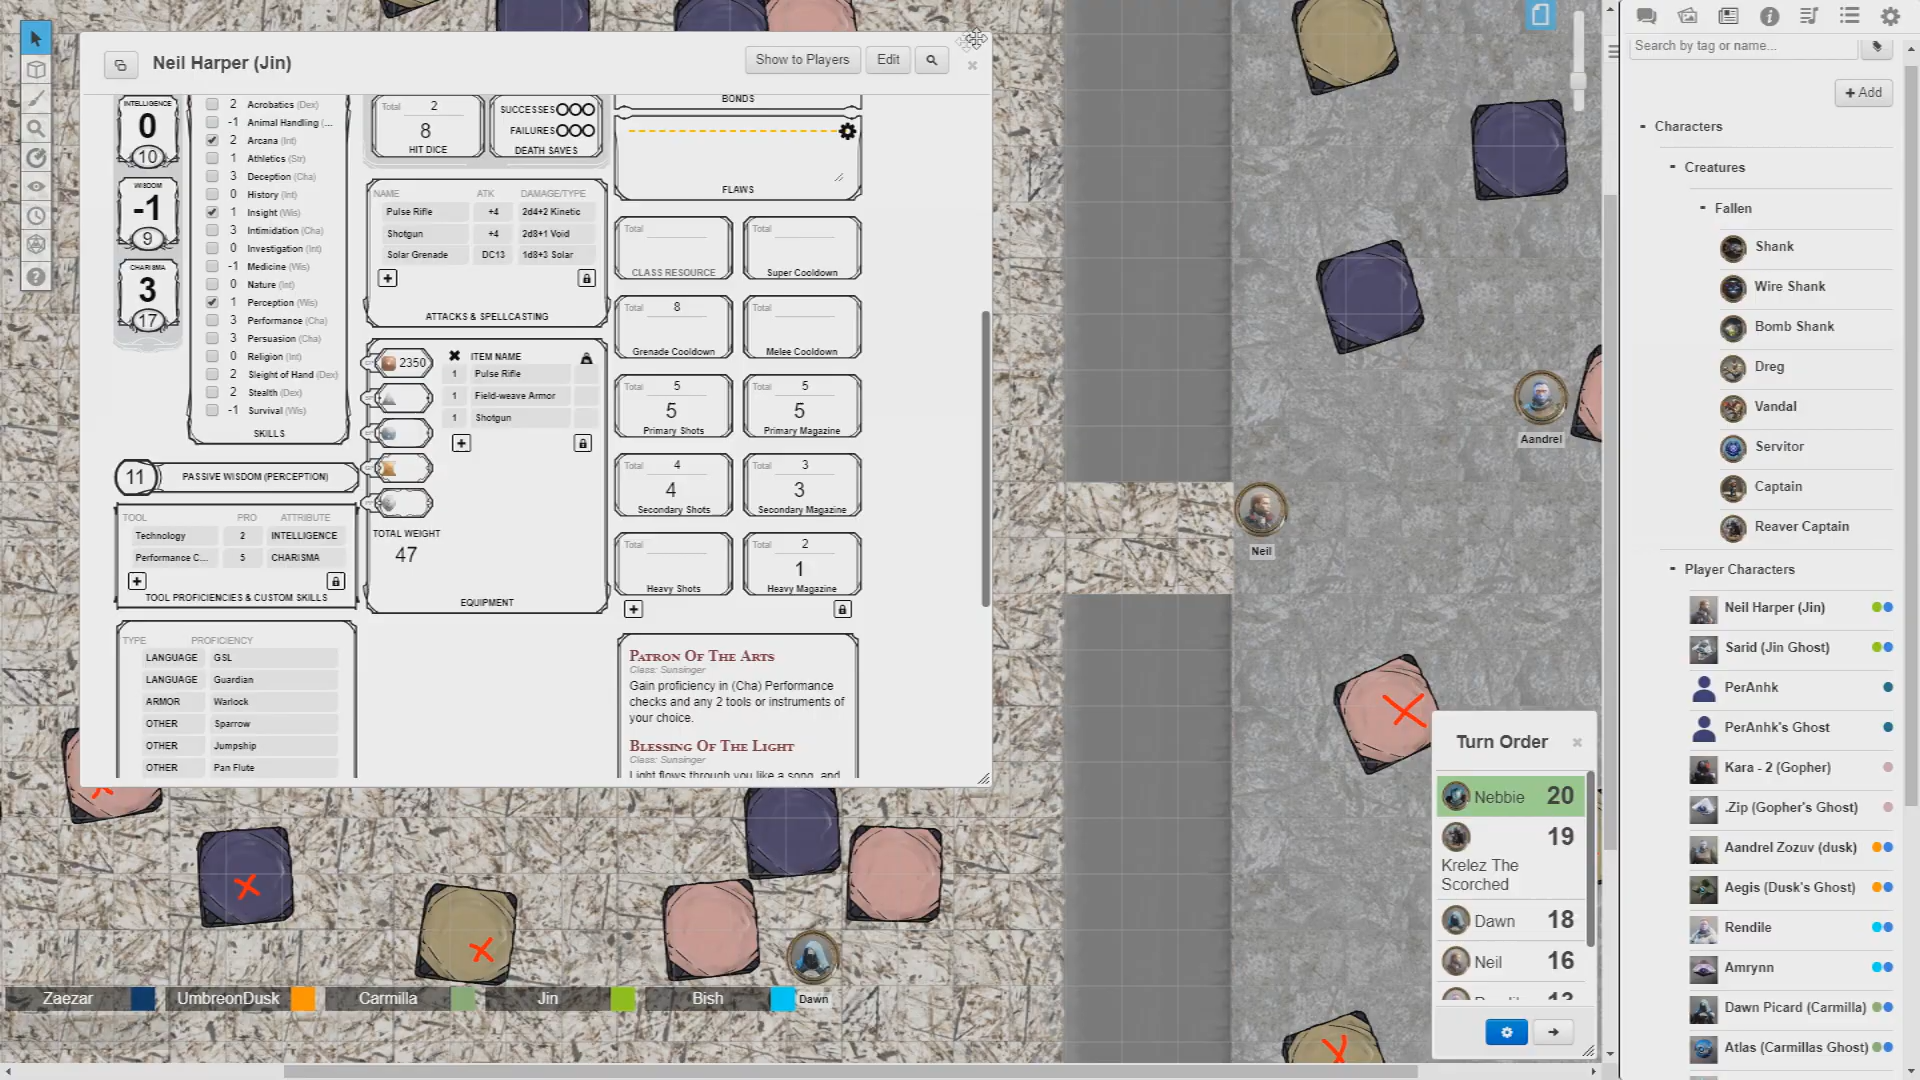 Neil Harper (Jin)
Show to Players
Edit
INTELLIGENCE
0
10
WISDOM
-1
9
CHARISMA
3
17
2 Acrobatics (Dex)
-1 Animal Handling (...
2 Arcana (Int)
1 Athletics (Str)
3 Deception (Cha)
0 History (Int)
1 Insight (Wis)
3 Intimidation (Cha)
0 Investigation (Int)
-1 Medicine (Wis)
0 Nature (Int)
1 Perception (Wis)
3 Performance (Cha)
3 Persuasion (Cha)
0 Religion (Int)
2 Sleight of Hand (Dex)
2 Stealth (Dex)
-1 Survival (Wis)
SKILLS
11 PASSIVE WISDOM (PERCEPTION)
TOOL PRO ATTRIBUTE
Technology 2 INTELLIGENCE
Performance C... 5 CHARISMA
TOOL PROFICIENCIES & CUSTOM SKILLS
TYPE PROFICIENCY
LANGUAGE GSL
LANGUAGE Guardian
ARMOR Warlock
OTHER Sparrow
OTHER Jumpship
OTHER Pan Flute
Total 2
8
HIT DICE
SUCCESSES
FAILURES
DEATH SAVES
NAME ATK DAMAGE/TYPE
Pulse Rifle +4 2d4+2 Kinetic
Shotgun +4 2d8+1 Void
Solar Grenade DC13 1d8+3 Solar
ATTACKS & SPELLCASTING
2350
ITEM NAME
1 Pulse Rifle
1 Field-weave Armor
1 Shotgun
TOTAL WEIGHT
47
EQUIPMENT
BONDS
FLAWS
Total
CLASS RESOURCE
Total
Super Cooldown
Total 8
Grenade Cooldown
Total
Melee Cooldown
Total 5
5
Primary Shots
Total 5
5
Primary Magazine
Total 4
4
Secondary Shots
Total 3
3
Secondary Magazine
Total
Heavy Shots
Total 2
1
Heavy Magazine
PATRON OF THE ARTS
Class: Sunsinger
Gain proficiency in (Cha) Performance
checks and any 2 tools or instruments of
your choice.
BLESSING OF THE LIGHT
Class: Sunsinger
Light flows through you like a song, and
Aandrel
Neil
Dawn
Zaezar
UmbreonDusk
Carmilla
Jin
Bish
Turn Order
Nebbie 20
19
Krelez The
Scorched
Dawn 18
Neil 16
Search by tag or name...
+ Add
Characters
Creatures
Fallen
Shank
Wire Shank
Bomb Shank
Dreg
Vandal
Servitor
Captain
Reaver Captain
Player Characters
Neil Harper (Jin)
Sarid (Jin Ghost)
PerAnhk
PerAnhk's Ghost
Kara - 2 (Gopher)
.Zip (Gopher's Ghost)
Aandrel Zozuv (dusk)
Aegis (Dusk's Ghost)
Rendile
Amrynn
Dawn Picard (Carmilla)
Atlas (Carmillas Ghost)